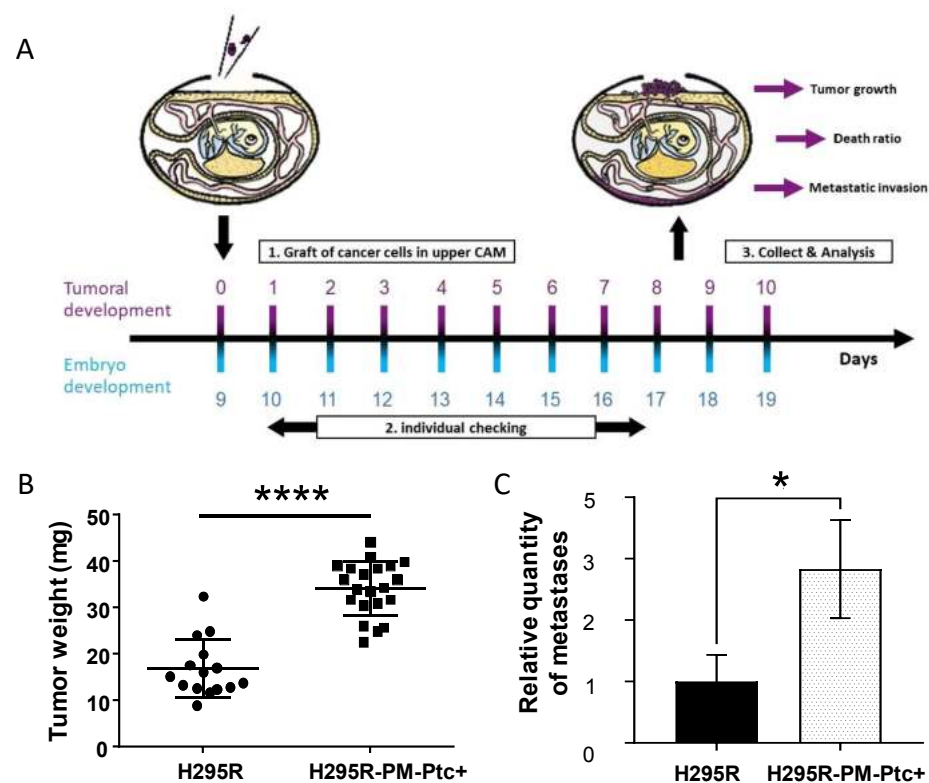 A
Tumor growth
Death ratio
Metastatic invasion
1. Graft of cancer cells in upper CAM
3. Collect & Analysis
Tumoral
development
0 1 2 3 4 5 6 7 8 9 10
Days
Embryo
development
9 10 11 12 13 14 15 16 17 18 19
2. individual checking
B
****
Tumor weight (mg)
50
40
30
20
10
0
H295R
H295R-PM-Ptc+
C
*
Relative quantity
of metastases
5
3
2
1
0
H295R
H295R-PM-Ptc+